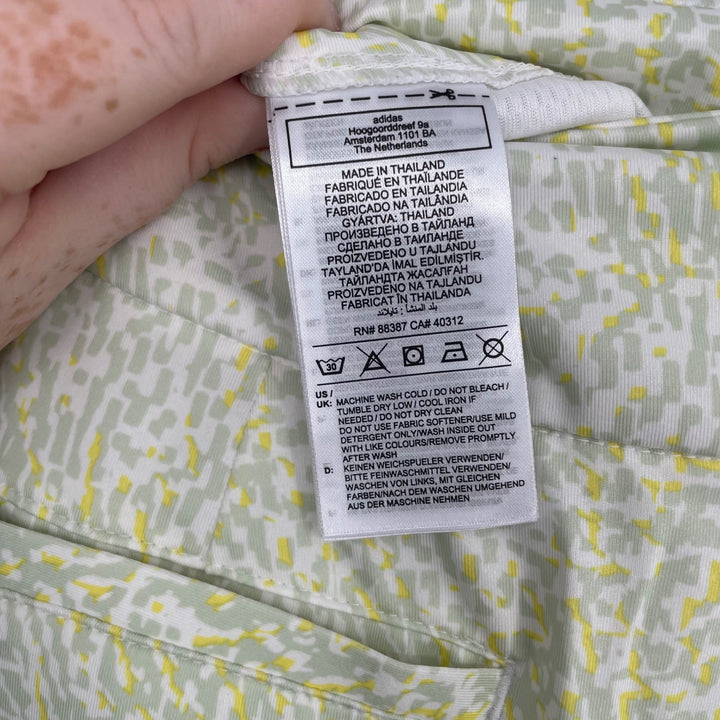 adidas
Hoogoorddreef 9a
Amsterdam 1101 BA
The Netherlands
MADE IN THAILAND
FABRIQUÉ EN THAÏLANDE
FABRICADO EN TAILANDIA
FABRICADO NA TAILÂNDIA
GYÁRTVA: THAILAND
ПРОИЗВЕДЕНО В ТАЙЛАНД
СДЕЛАНО В ТАИЛАНДЕ
PROIZVEDENO U TAJLANDU
TAYLAND'DA IMAL EDİLMİŞTİR.
ТАЙЛАНДТА ЖАСАЛҒАН
PROIZVEDENO NA TAJLANDU
FABRICAT ÎN THAILANDA
بلد المنشأ : تايلاند
RN# 88387 CA# 40312
30
US / UK: MACHINE WASH COLD / DO NOT BLEACH /
TUMBLE DRY LOW / COOL IRON IF
NEEDED / DO NOT DRY CLEAN
DO NOT USE FABRIC SOFTENER/USE MILD
DETERGENT ONLY/WASH INSIDE OUT
WITH LIKE COLOURS/REMOVE PROMPTLY
AFTER WASH
D: KEINEN WEICHSPUELER VERWENDEN/
BITTE FEINWASCHMITTEL VERWENDEN/
WASCHEN VON LINKS, MIT GLEICHEN
FARBEN/NACH DEM WASCHEN UMGEHEND
AUS DER MASCHINE NEHMEN